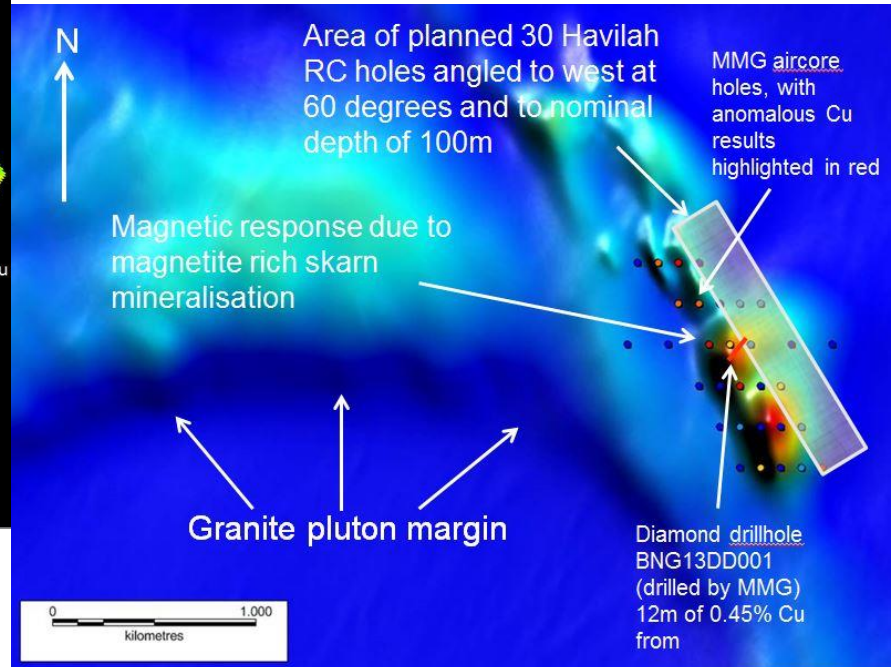 N
Area of planned 30 Havilah
RC holes angled to west at
60 degrees and to nominal
depth of 100m
MMG aircore
holes, with
anomalous Cu
results
highlighted in red
u
Magnetic response due to
magnetite rich skarn
mineralisation
Granite pluton margin
Diamond drillhole
BNG13DD001
(drilled by MMG)
12m of 0.45% Cu
from
0 1.000
kilometres